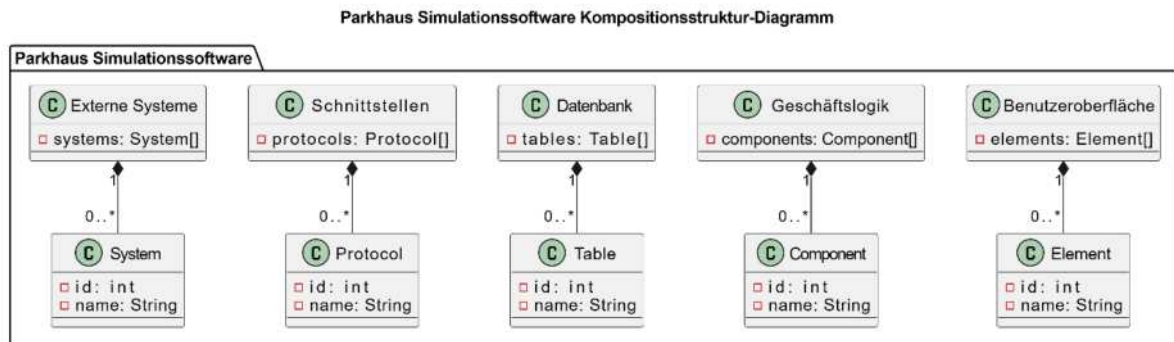 Parkhaus Simulationssoftware Kompositionsstruktur-Diagramm
Parkhaus Simulationssoftware
C Externe Systeme
systems: System[]
C Schnittstellen
protocols: Protocol[]
C Datenbank
tables: Table[]
C Geschäftslogik
components: Component[]
C Benutzeroberfläche
elements: Element[]
1
0..*
1
0..*
1
0..*
1
0..*
1
0..*
C System
id: int
name: String
C Protocol
id: int
name: String
C Table
id: int
name: String
C Component
id: int
name: String
C Element
id: int
name: String